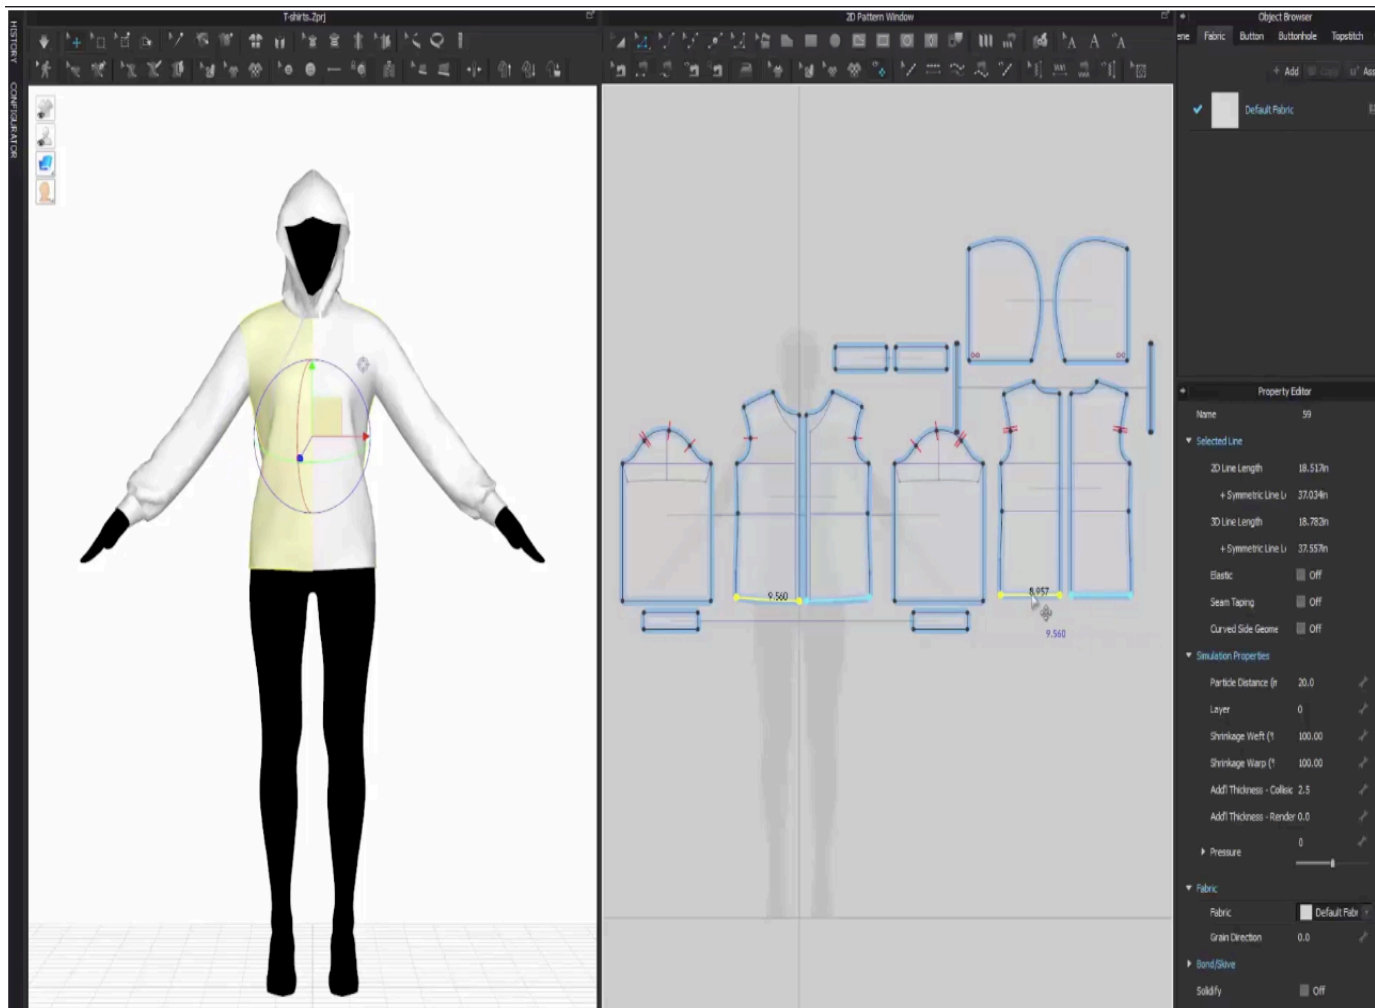 T-shirts.Zprj
2D Pattern Window
Object Browser
HISTORY
CONFIGURATOR
ene
Fabric
Button
Buttonhole
Topstitch
+ Add
Copy
Ass
Default Fabric
Property Editor
Name 59
Selected Line
2D Line Length 18.517in
+ Symmetric Line L 37.034in
3D Line Length 18.782in
+ Symmetric Line L 37.557in
Elastic Off
Seam Taping Off
Curved Side Geome Off
Simulation Properties
Particle Distance (r 20.0
Layer 0
Shrinkage Weft (% 100.00
Shrinkage Warp (% 100.00
Add'l Thickness - Collisic 2.5
Add'l Thickness - Render 0.0
Pressure 0
Fabric
Fabric Default Fabr
Grain Direction 0.0
Bond/Skive
Solidify Off
9.560
8.957
9.560